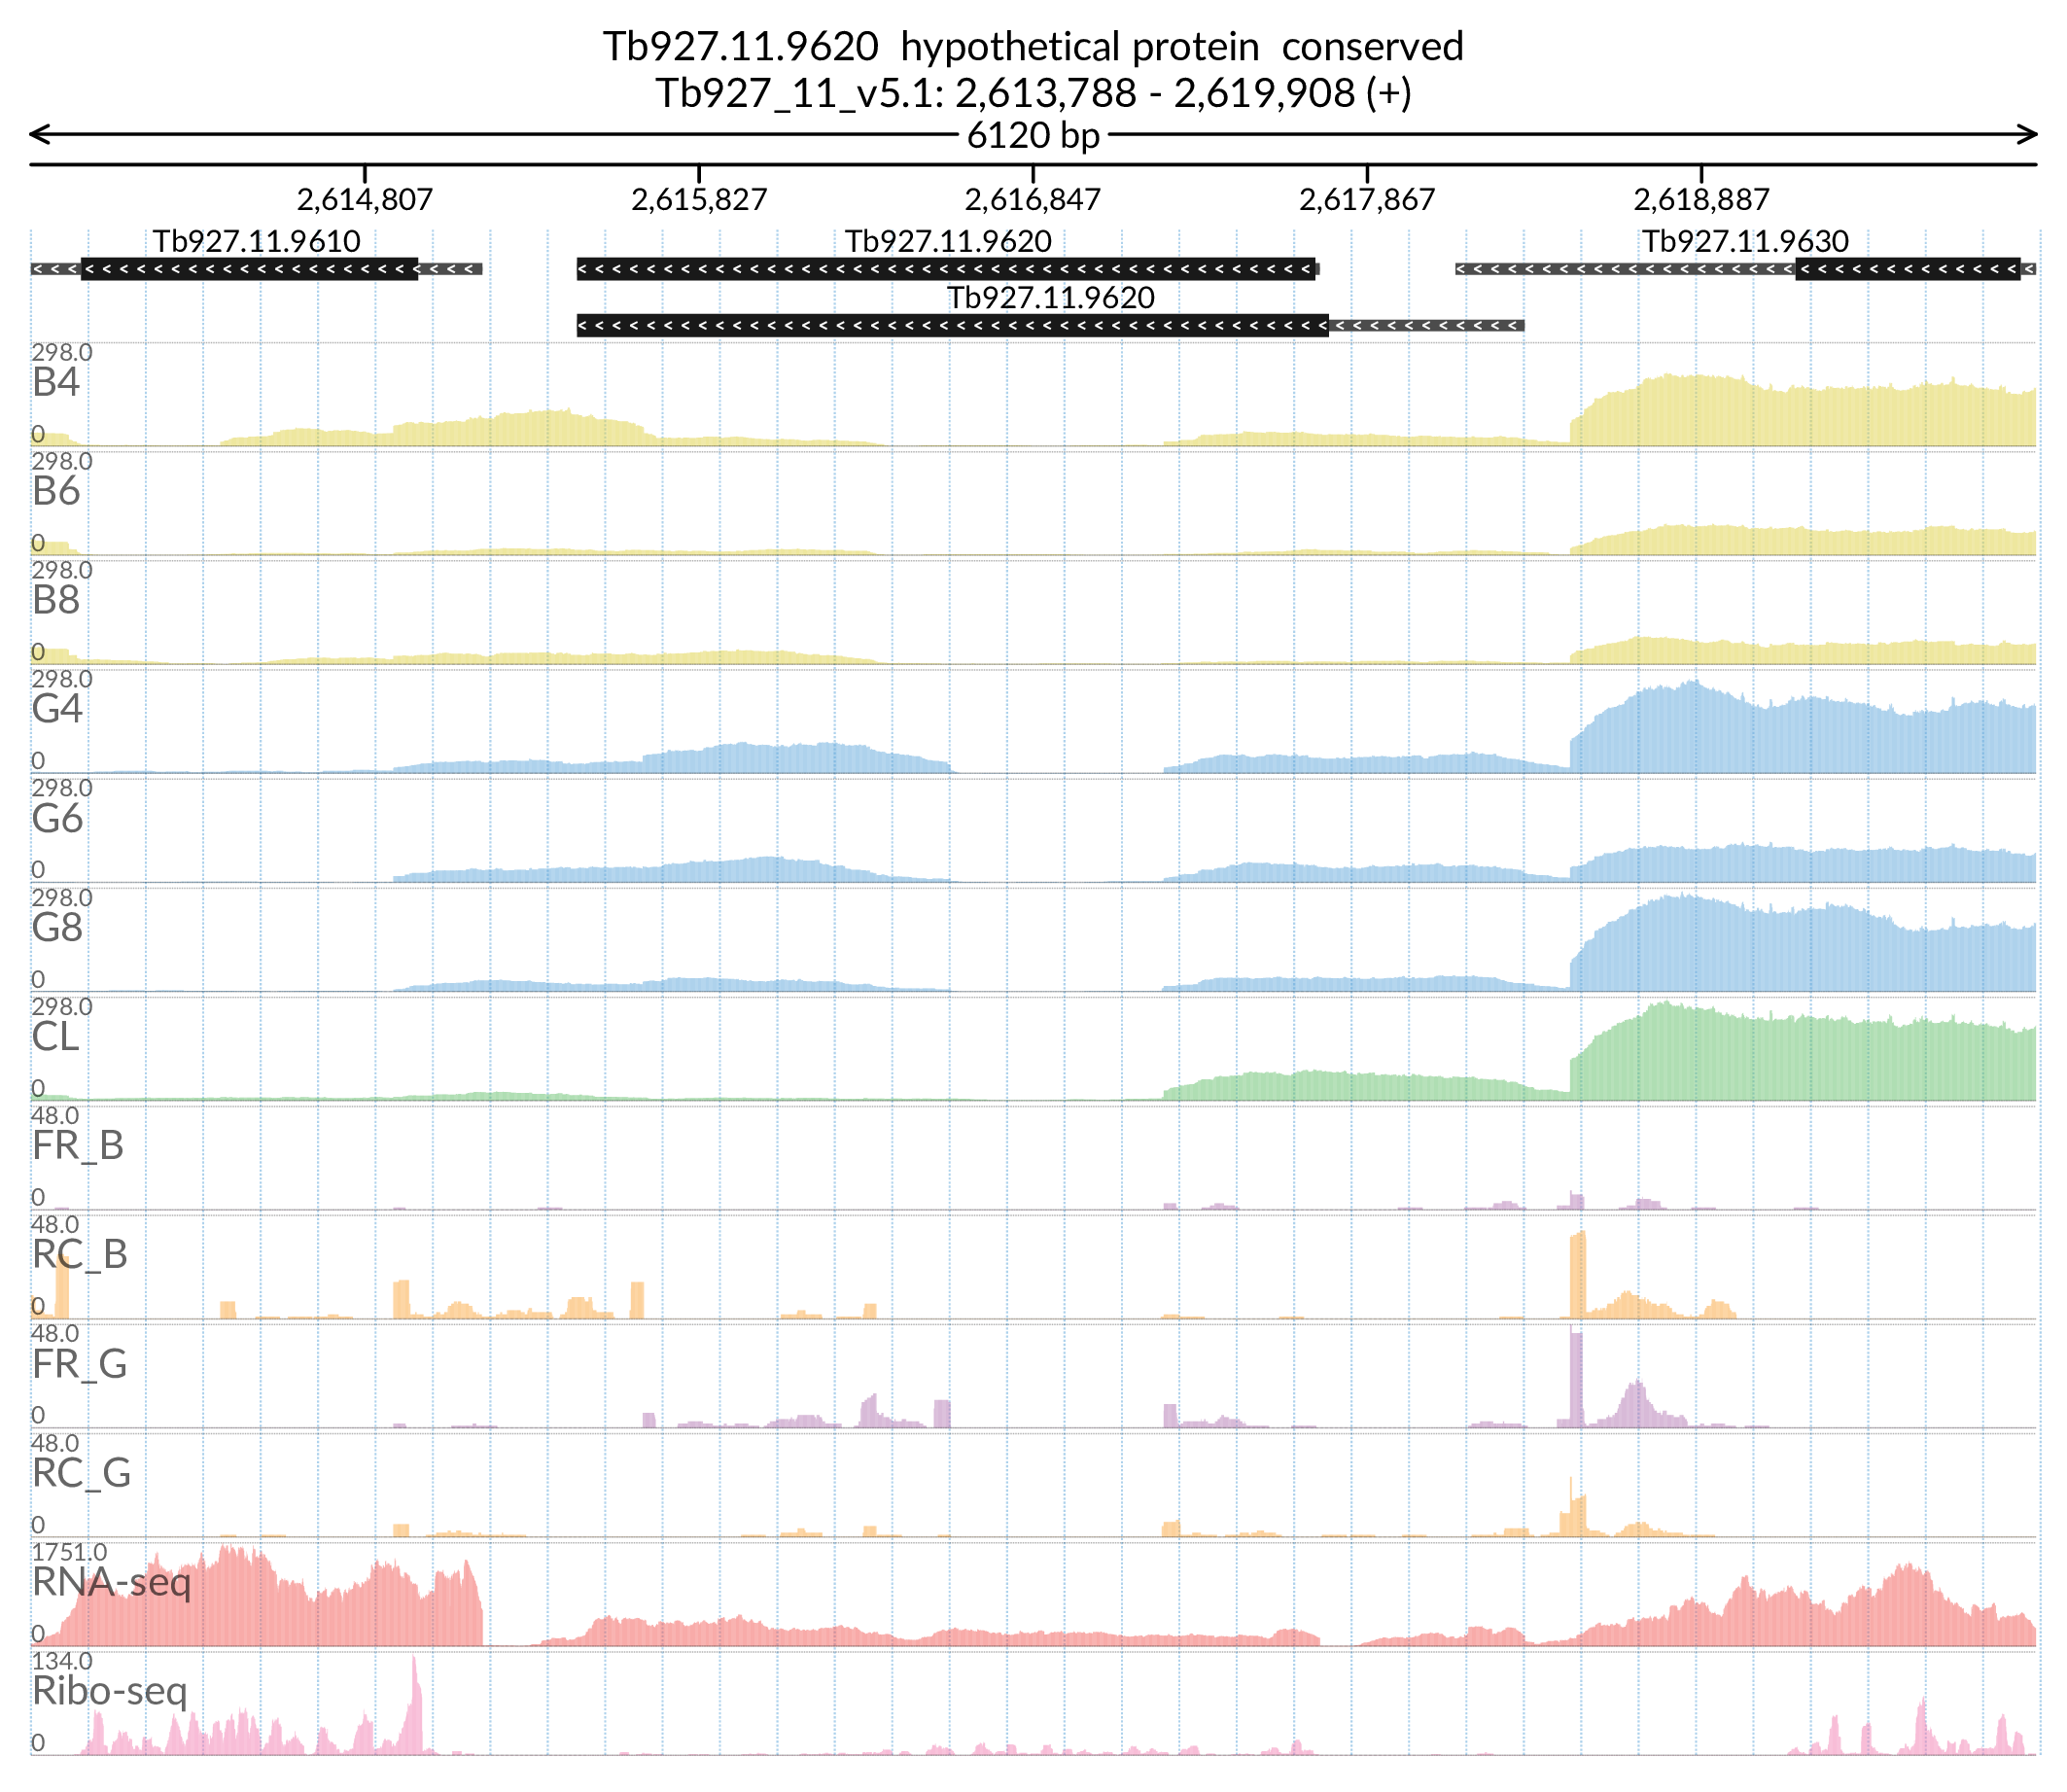 Tb927.11.9620  hypothetical protein  conserved
Tb927_11_v5.1: 2,613,788 - 2,619,908 (+)
6120 bp
2,614,807 2,615,827 2,616,847 2,617,867 2,618,887
Tb927.11.9610 Tb927.11.9620 Tb927.11.9630
Tb927.11.9620
298.0
B4
0
298.0
B6
0
298.0
B8
0
298.0
G4
0
298.0
G6
0
298.0
G8
0
298.0
CL
0
48.0
FR_B
0
48.0
RC_B
0
48.0
FR_G
0
48.0
RC_G
0
1751.0
RNA-seq
0
134.0
Ribo-seq
0